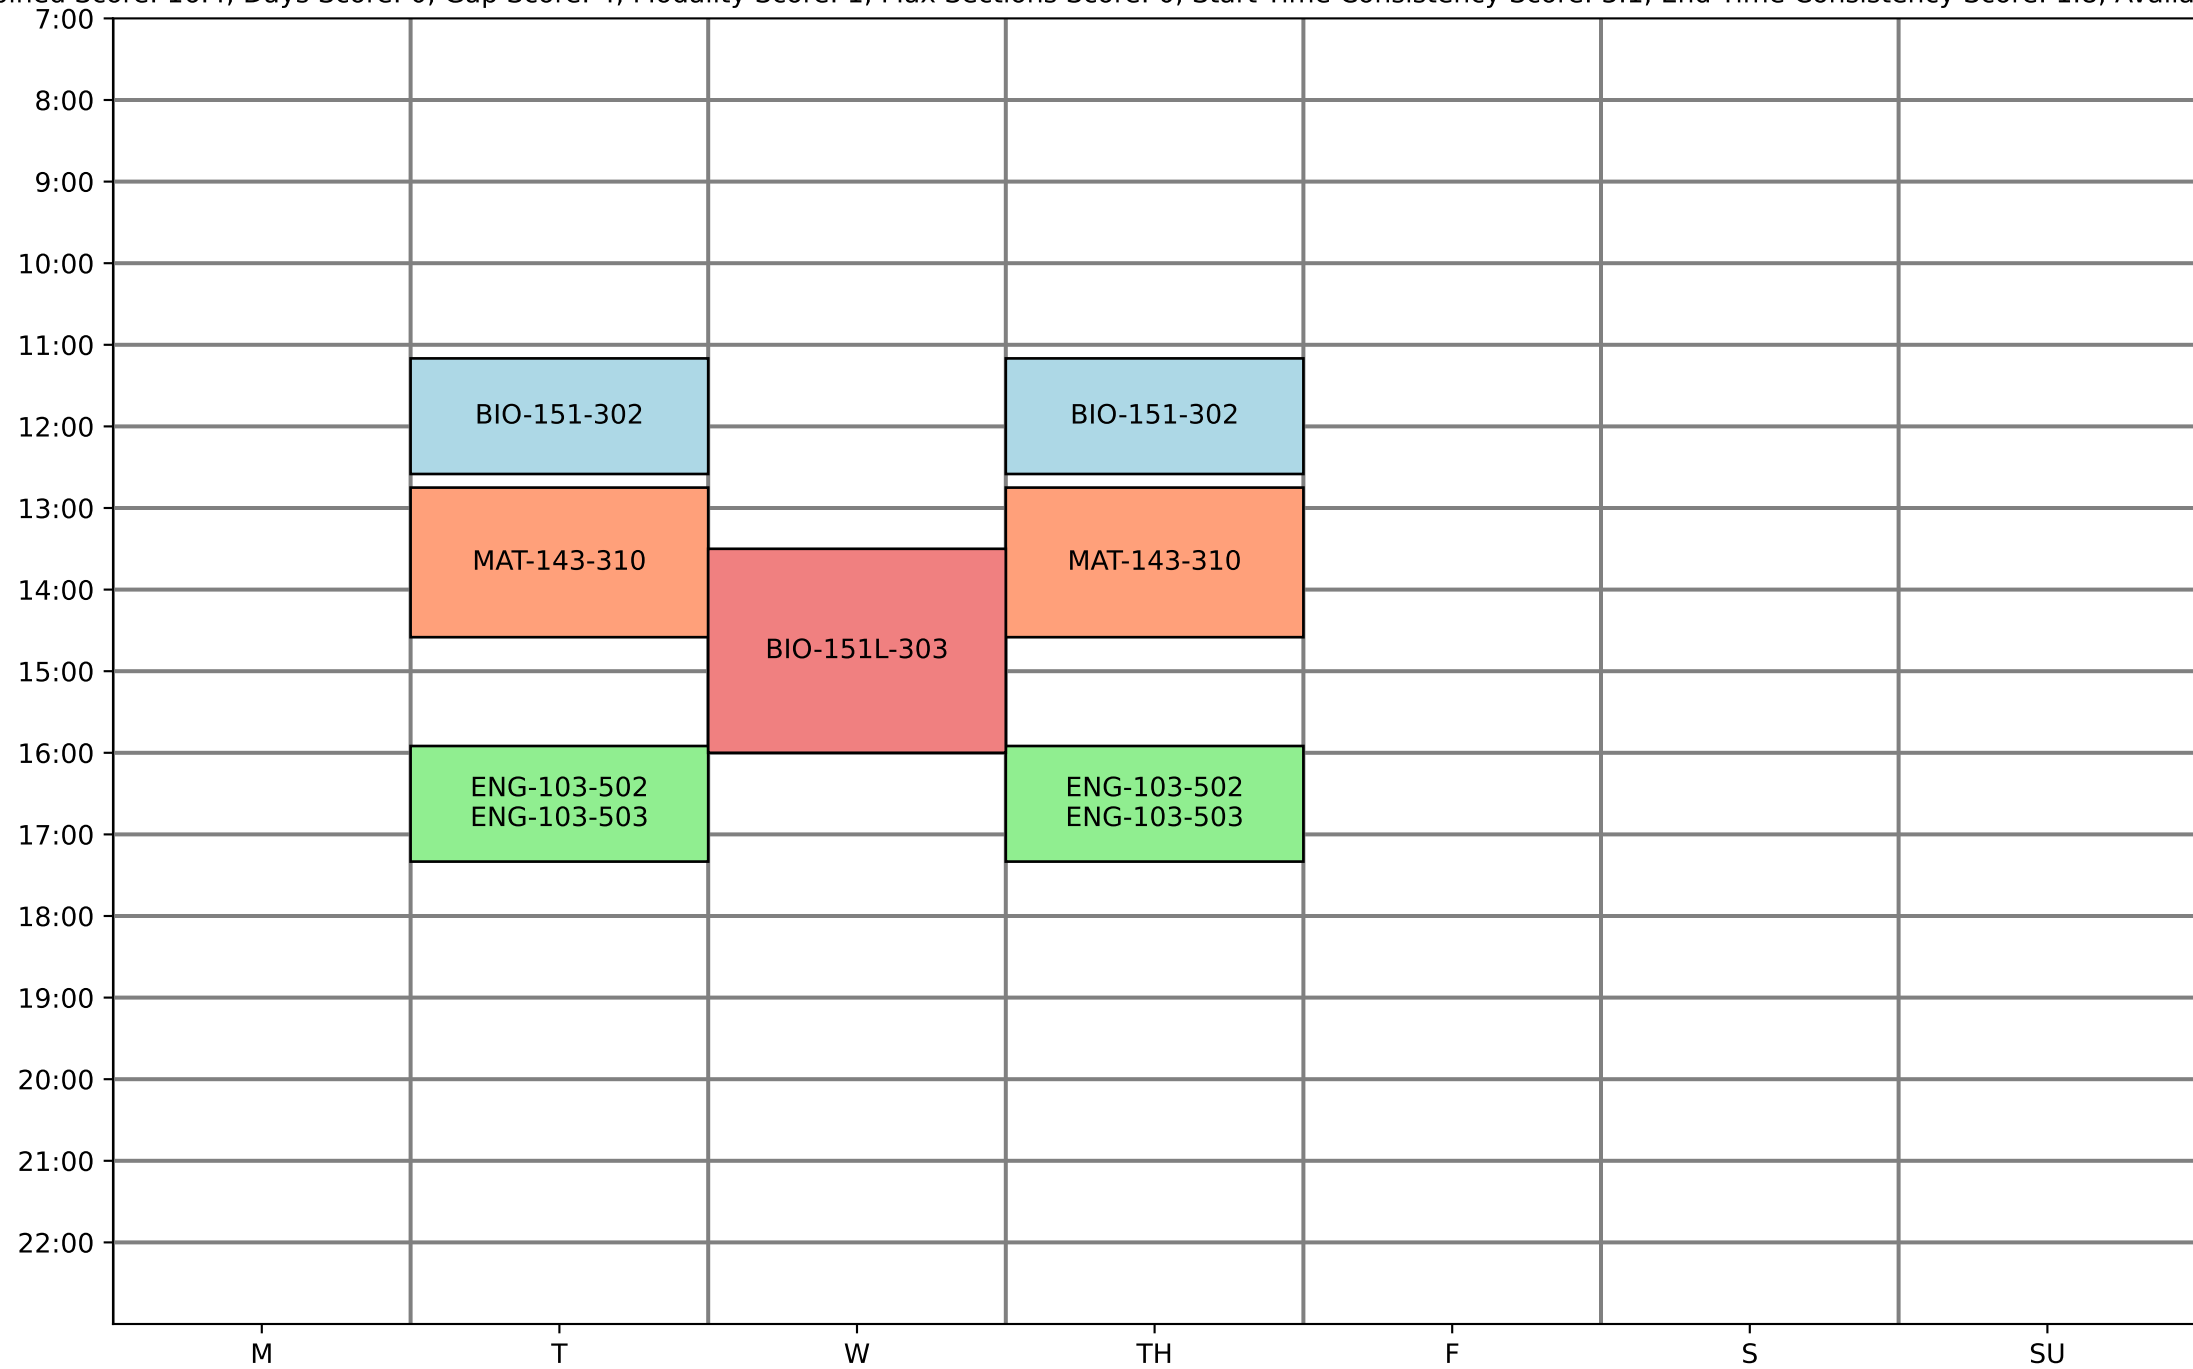 Score: 10.4, Days Score: 0, Gap Score: 4, Modality Score: 1, Max Sections Score: 0, Start Time Consistency Score: 5.1, End Time Consistency Score: 1.8,
7:00
8:00
9:00
10:00
11:00
BIO-151-302 BIO-151-302
12:00
13:00
MAT-143-310 MAT-143-310
14:00
BIO-151L-303
15:00
16:00
ENG-103-502 ENG-103-502
ENG-103-503 ENG-103-503
17:00
18:00
19:00
20:00
21:00
22:00
M T W TH F S SU